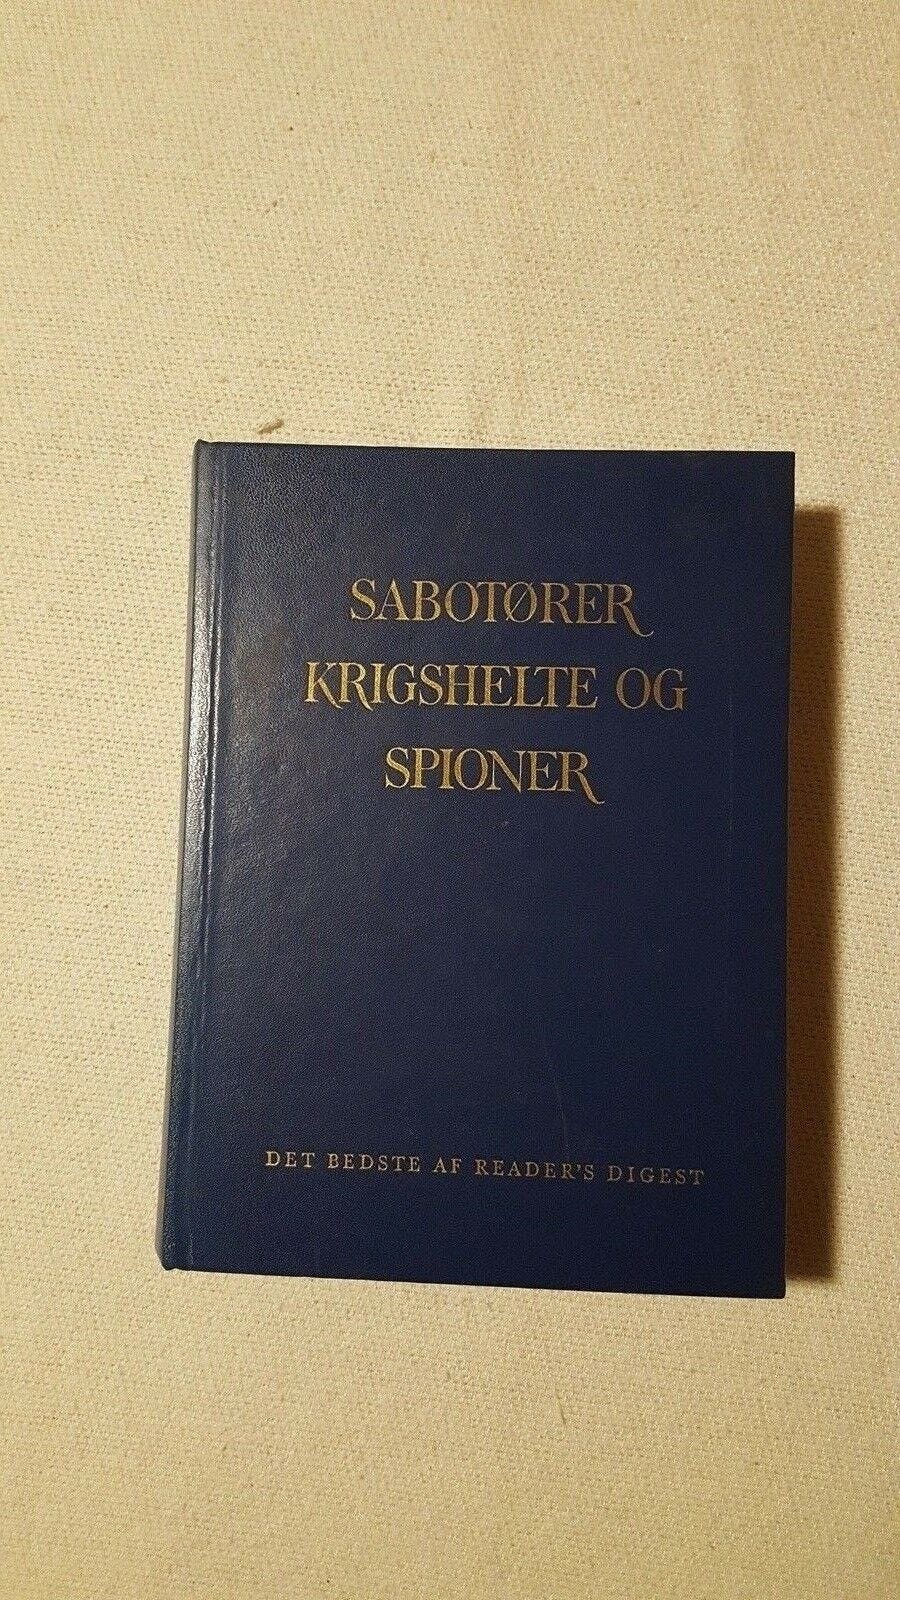 SABOTØRER
KRIGSHELTE OG
SPIONER
DET BEDSTE AF READER'S DIGEST